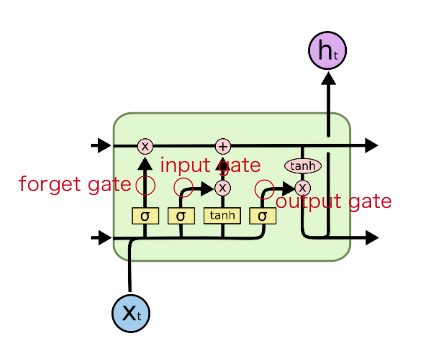 ht
x
+
input gate
tanh
forget gate
x
x
output gate
σ
σ
tanh
σ
Xt